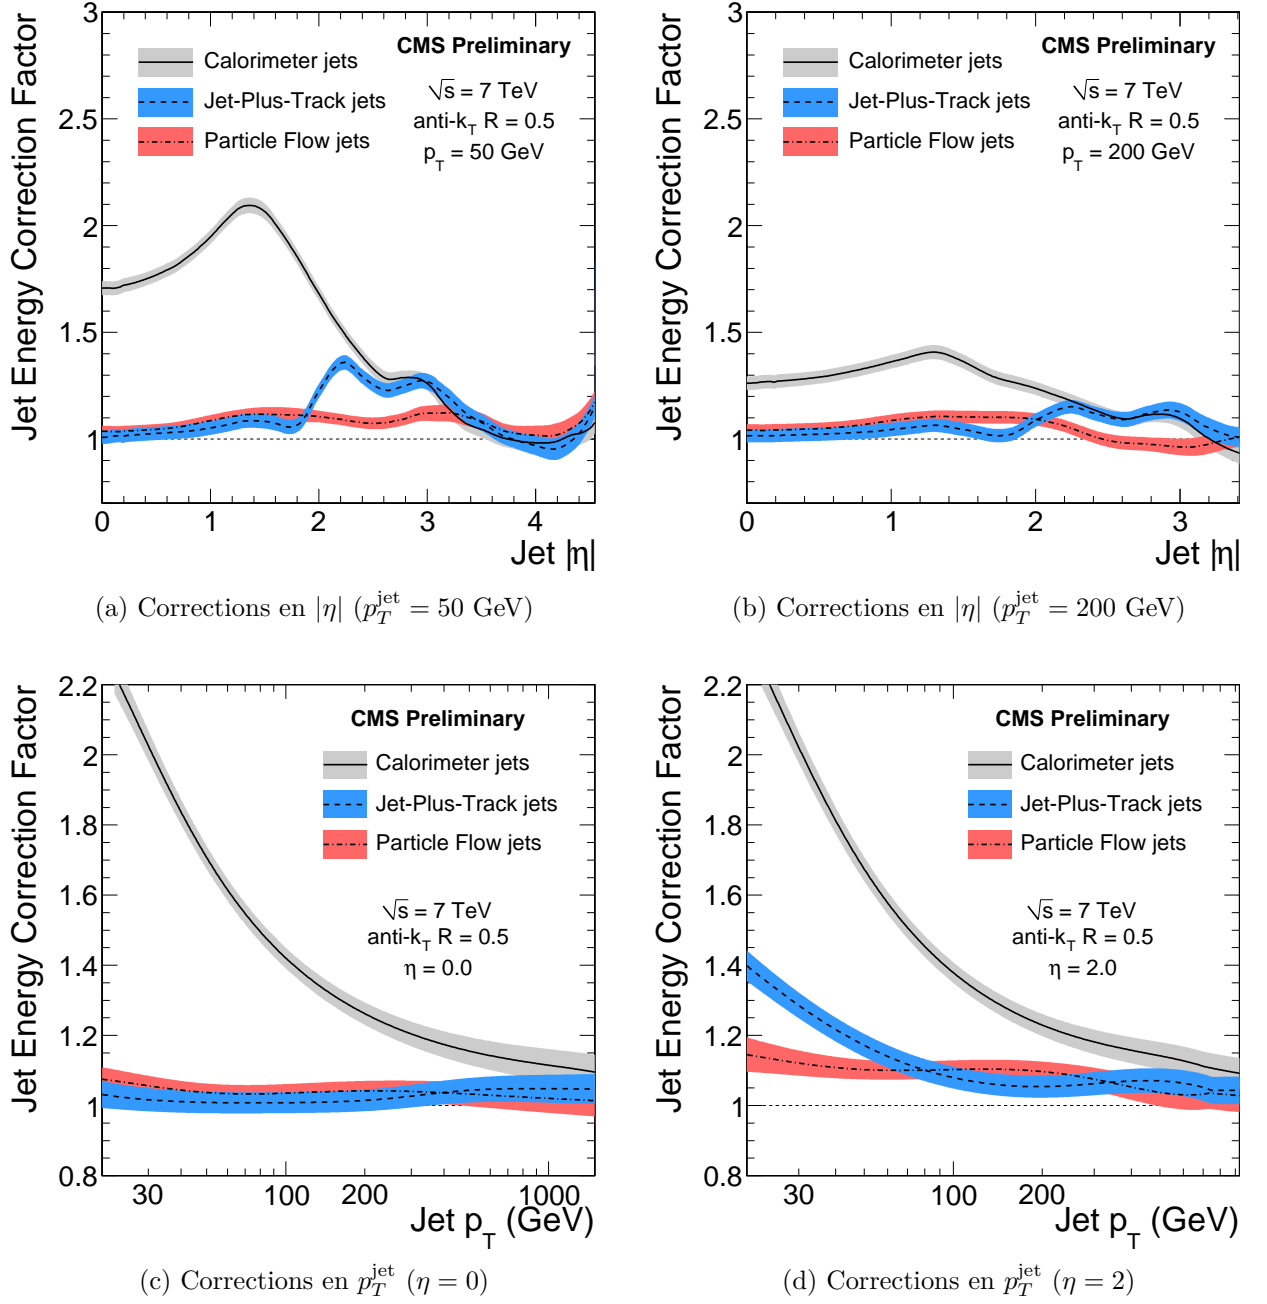 Jet Energy Correction Factor
3
2.5
2
1.5
1
Calorimeter jets
Jet-Plus-Track jets
Particle Flow jets
CMS Preliminary
√s = 7 TeV
anti-k_T R = 0.5
p_T = 50 GeV
0 1 2 3 4
Jet |η|
(a) Corrections en |η| (p_T^jet = 50 GeV)
Jet Energy Correction Factor
3
2.5
2
1.5
1
Calorimeter jets
Jet-Plus-Track jets
Particle Flow jets
CMS Preliminary
√s = 7 TeV
anti-k_T R = 0.5
p_T = 200 GeV
0 1 2 3
Jet |η|
(b) Corrections en |η| (p_T^jet = 200 GeV)
Jet Energy Correction Factor
2.2
2
1.8
1.6
1.4
1.2
1
0.8
CMS Preliminary
Calorimeter jets
Jet-Plus-Track jets
Particle Flow jets
√s = 7 TeV
anti-k_T R = 0.5
η = 0.0
30 100 200 1000
Jet p_T (GeV)
(c) Corrections en p_T^jet (η = 0)
Jet Energy Correction Factor
2.2
2
1.8
1.6
1.4
1.2
1
0.8
CMS Preliminary
Calorimeter jets
Jet-Plus-Track jets
Particle Flow jets
√s = 7 TeV
anti-k_T R = 0.5
η = 2.0
30 100 200
Jet p_T (GeV)
(d) Corrections en p_T^jet (η = 2)